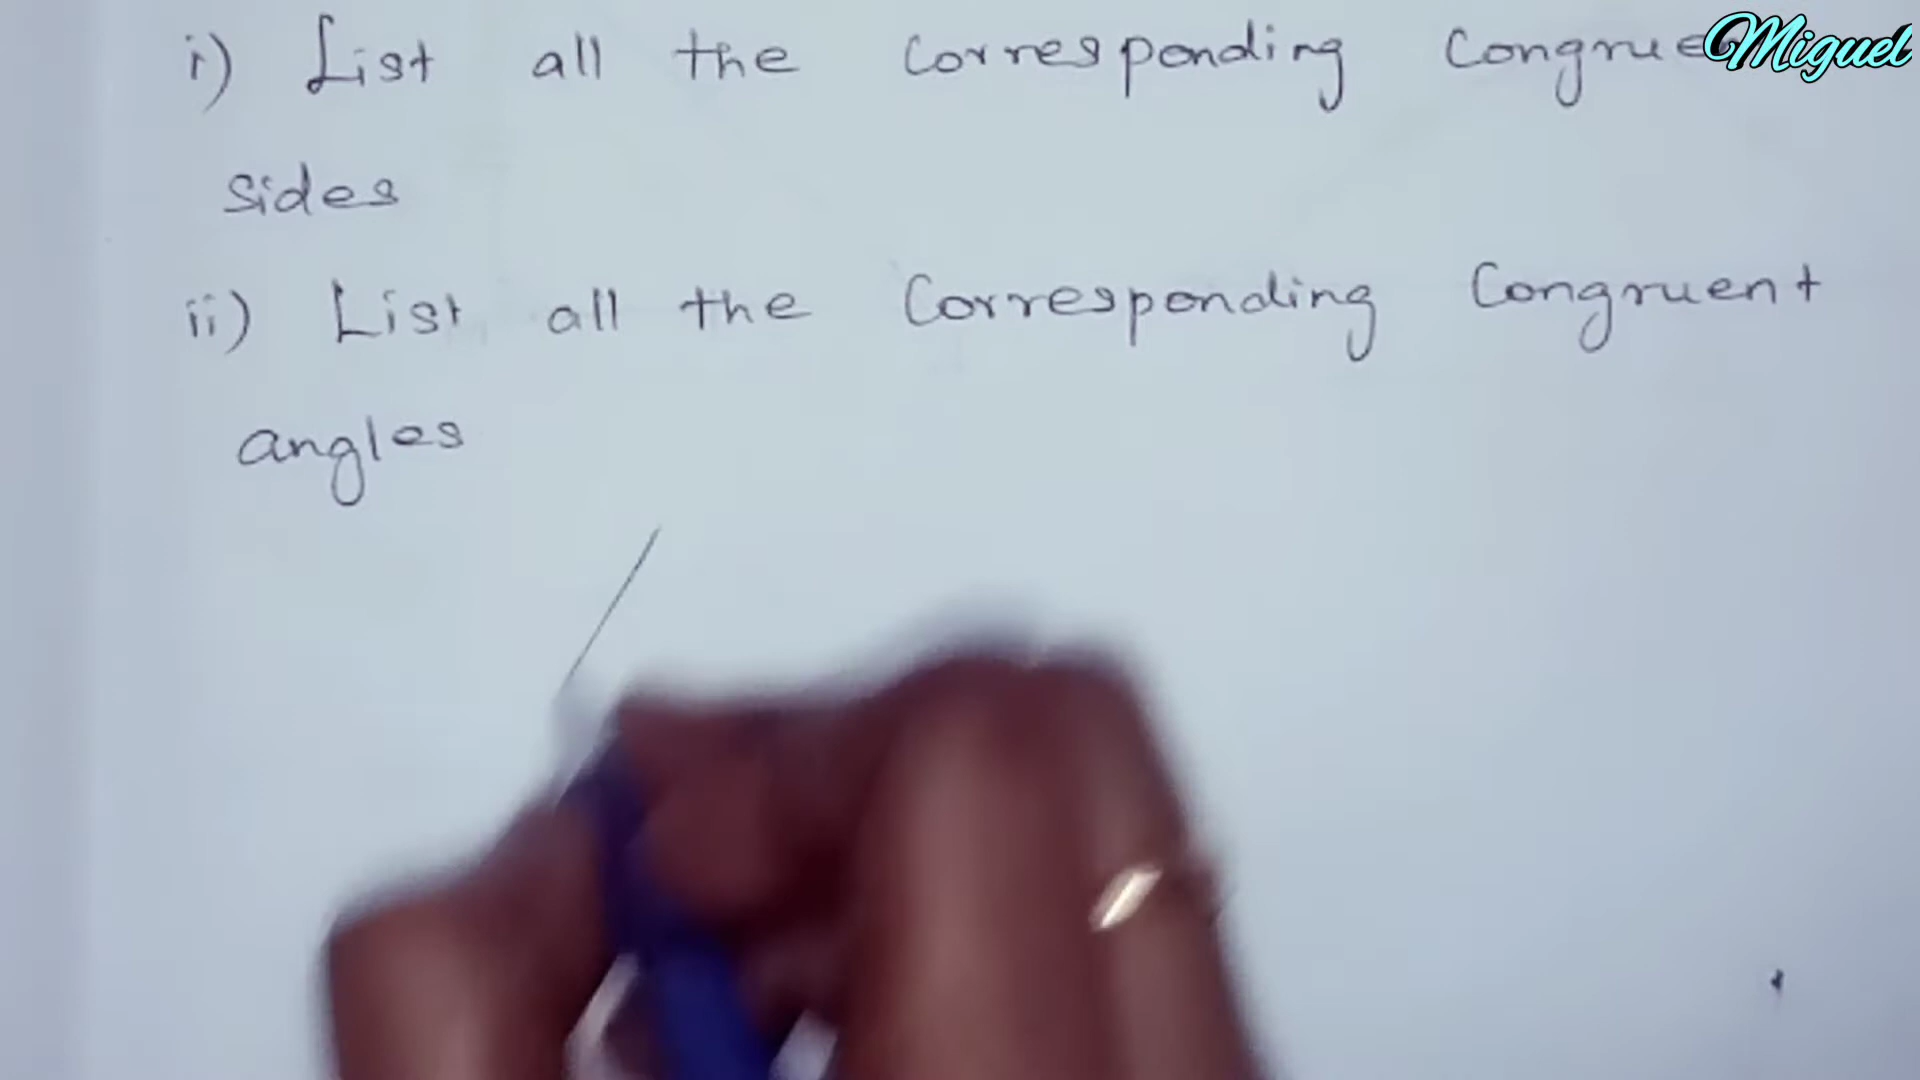 i) List all the corresponding Congrue
Miguel
sides
ii) List all the Corresponding Congruent
angles